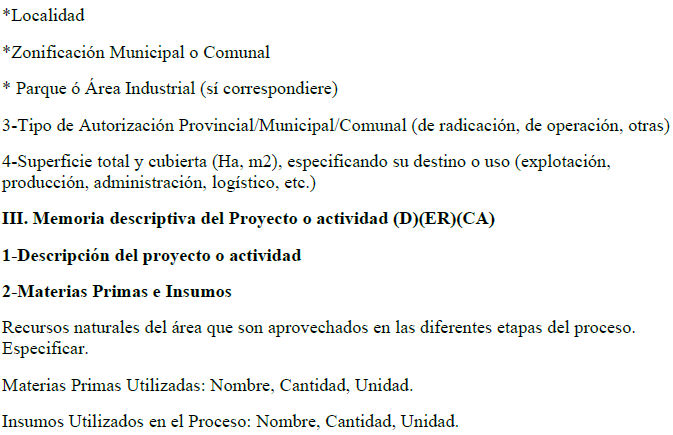 *Localidad
*Zonificación Municipal o Comunal
* Parque ó Área Industrial (sí correspondiere)
3-Tipo de Autorización Provincial/Municipal/Comunal (de radicación, de operación, otras)
4-Superficie total y cubierta (Ha, m2), especificando su destino o uso (explotación,
producción, administración, logístico, etc.)
III. Memoria descriptiva del Proyecto o actividad (D)(ER)(CA)
1-Descripción del proyecto o actividad
2-Materias Primas e Insumos
Recursos naturales del área que son aprovechados en las diferentes etapas del proceso.
Especificar.
Materias Primas Utilizadas: Nombre, Cantidad, Unidad.
Insumos Utilizados en el Proceso: Nombre, Cantidad, Unidad.